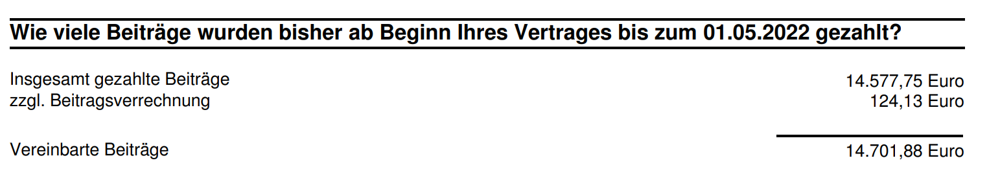 Wie viele Beiträge wurden bisher ab Beginn Ihres Vertrages bis zum 01.05.2022 gezahlt?
Insgesamt gezahlte Beiträge 14.577,75 Euro
zzgl. Beitragsverrechnung 124,13 Euro
Vereinbarte Beiträge 14.701,88 Euro